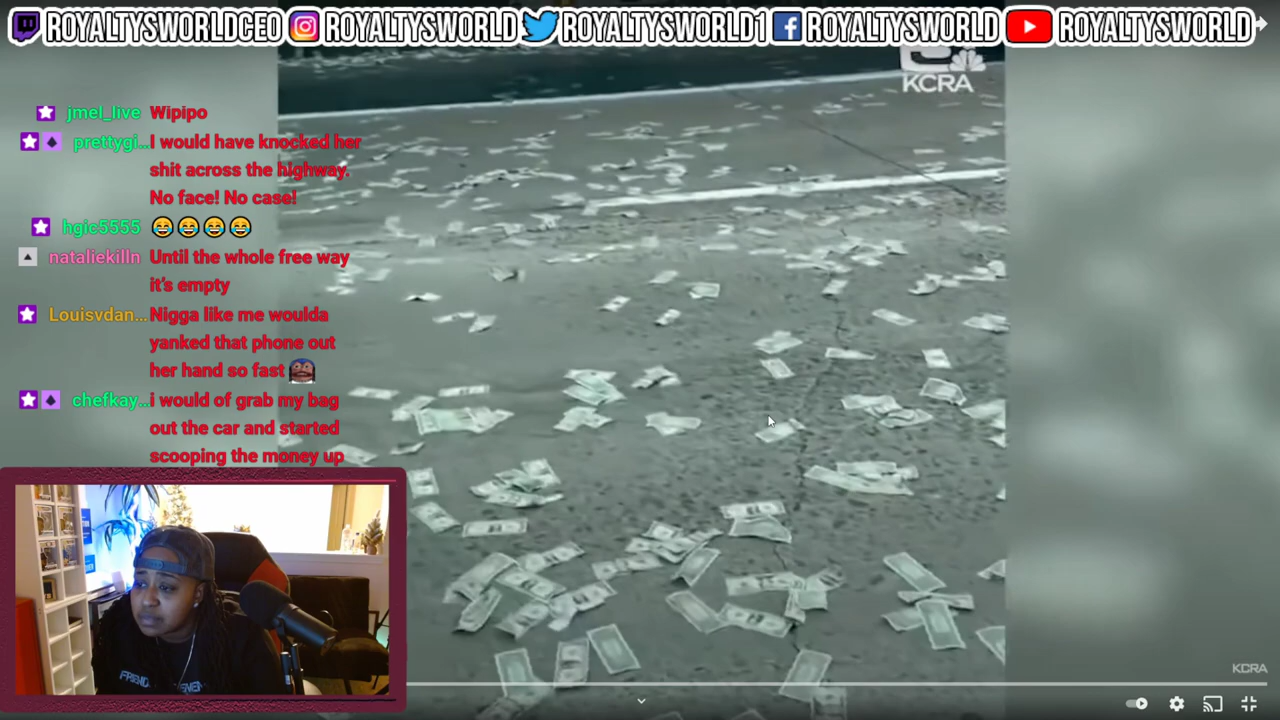 ROYALTYSWORLDCEO ROYALTYSWORLD ROYALTYSWORLD1 ROYALTYSWORLD ROYALTYSWORLD
KCRA
jmel_live Wipipo
prettygi... I would have knocked her
shit across the highway.
No face! No case!
hgic5555 😂😂😂😂
nataliekilln Until the whole free way
it's empty
Louisvdan... Nigga like me woulda
yanked that phone out
her hand so fast
chefkay... i would of grab my bag
out the car and started
scooping the money up
KCRA